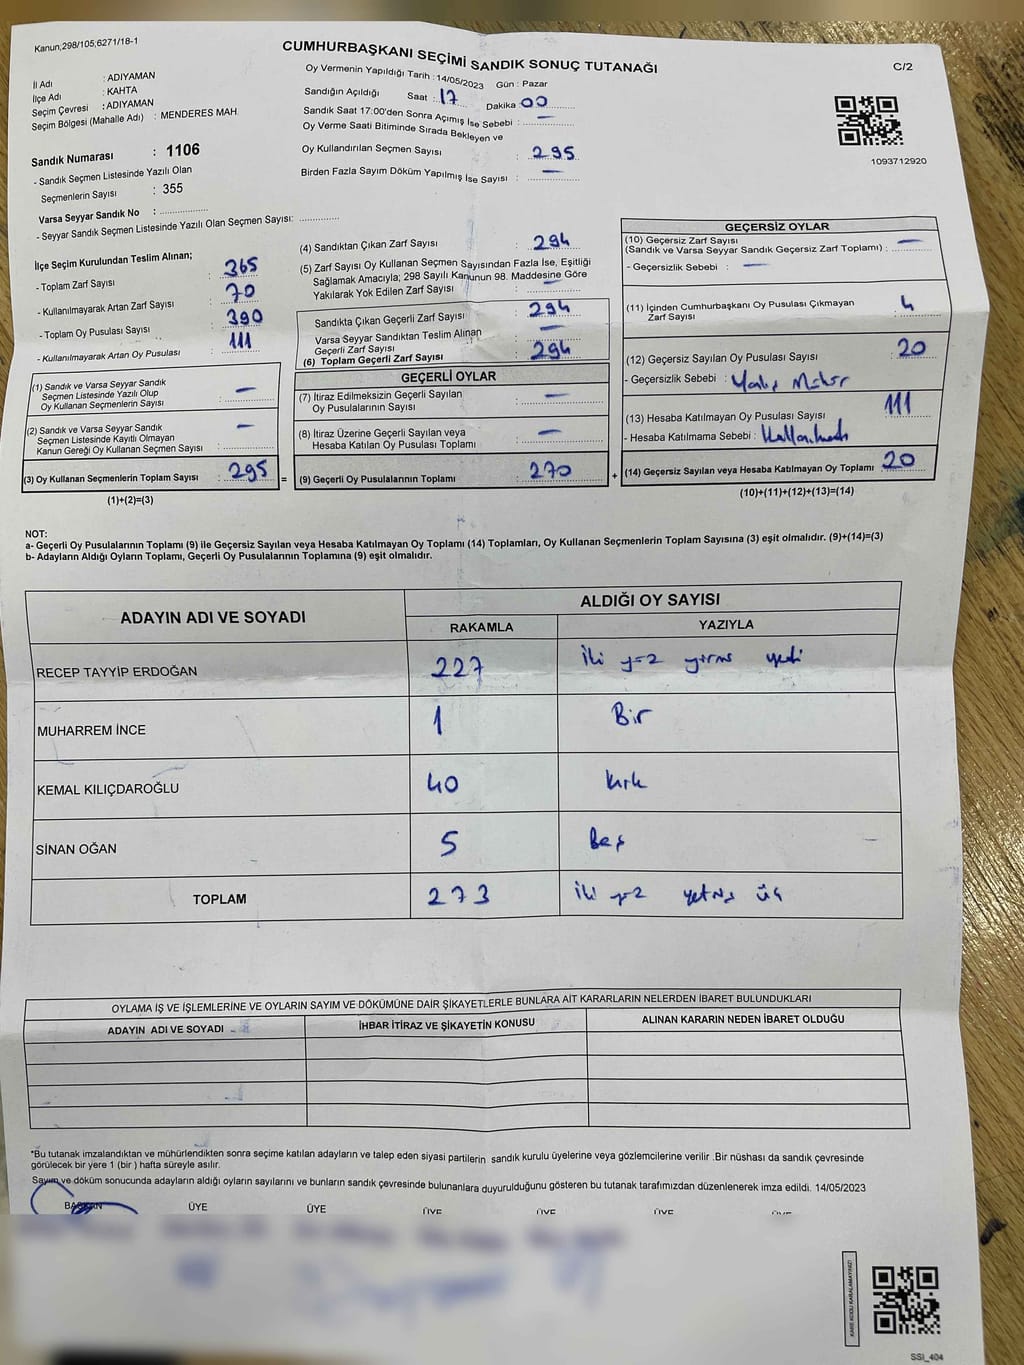 Kanun;298/105;6271/18-1
CUMHURBAŞKANI SEÇİMİ SANDIK SONUÇ TUTANAĞI
C/2
İl Adı : ADIYAMAN
İlçe Adı : KAHTA
Seçim Çevresi : ADIYAMAN
Seçim Bölgesi (Mahalle Adı) : MENDERES MAH
Sandık Numarası : 1106
- Sandık Seçmen Listesinde Yazılı Olan
Seçmenlerin Sayısı : 355
Varsa Seyyar Sandık No :
- Seyyar Sandık Seçmen Listesinde Yazılı Olan Seçmen Sayısı:
Oy Vermenin Yapıldığı Tarih : 14/05/2023 Gün : Pazar
Sandığın Açıldığı Saat : 17 Dakika 00
Sandık Saat 17:00'den Sonra Açımış İse Sebebi : —
Oy Verme Saati Bitiminde Sırada Bekleyen ve
Oy Kullandırılan Seçmen Sayısı : 295
Birden Fazla Sayım Döküm Yapılmış İse Sayısı : —
1093712920
İlçe Seçim Kurulundan Teslim Alınan;
- Toplam Zarf Sayısı : 365
- Kullanılmayarak Artan Zarf Sayısı : 70
- Toplam Oy Pusulası Sayısı : 390
- Kullanılmayarak Artan Oy Pusulası : 111
(1) Sandık ve Varsa Seyyar Sandık
Seçmen Listesinde Yazılı Olup
Oy Kullanan Seçmenlerin Sayısı : —
(2) Sandık ve Varsa Seyyar Sandık
Seçmen Listesinde Kayıtlı Olmayan
Kanun Gereği Oy Kullanan Seçmen Sayısı : —
(3) Oy Kullanan Seçmenlerin Toplam Sayısı : 295
(1)+(2)=(3)
=
(4) Sandıktan Çıkan Zarf Sayısı : 294
(5) Zarf Sayısı Oy Kullanan Seçmen Sayısından Fazla İse, Eşitliği
Sağlamak Amacıyla; 298 Sayılı Kanunun 98. Maddesine Göre
Yakılarak Yok Edilen Zarf Sayısı : —
Sandıkta Çıkan Geçerli Zarf Sayısı : 294
Varsa Seyyar Sandıktan Teslim Alınan
Geçerli Zarf Sayısı : —
(6) Toplam Geçerli Zarf Sayısı : 294
GEÇERLİ OYLAR
(7) İtiraz Edilmeksizin Geçerli Sayılan
Oy Pusulalarının Sayısı : —
(8) İtiraz Üzerine Geçerli Sayılan veya
Hesaba Katılan Oy Pusulası Toplamı : —
(9) Geçerli Oy Pusulalarının Toplamı : 270
+
GEÇERSİZ OYLAR
(10) Geçersiz Zarf Sayısı
(Sandık ve Varsa Seyyar Sandık Geçersiz Zarf Toplamı) : —
- Geçersizlik Sebebi : —
(11) İçinden Cumhurbaşkanı Oy Pusulası Çıkmayan
Zarf Sayısı : 4
(12) Geçersiz Sayılan Oy Pusulası Sayısı : 20
- Geçersizlik Sebebi : Yanlış Mühür
(13) Hesaba Katılmayan Oy Pusulası Sayısı : 111
- Hesaba Katılmama Sebebi :
(14) Geçersiz Sayılan veya Hesaba Katılmayan Oy Toplamı : 20
(10)+(11)+(12)+(13)=(14)
NOT:
a- Geçerli Oy Pusulalarının Toplamı (9) ile Geçersiz Sayılan veya Hesaba Katılmayan Oy Toplamı (14) Toplamları, Oy Kullanan Seçmenlerin Toplam Sayısına (3) eşit olmalıdır. (9)+(14)=(3)
b- Adayların Aldığı Oyların Toplamı, Geçerli Oy Pusulalarının Toplamına (9) eşit olmalıdır.
ADAYIN ADI VE SOYADI ALDIĞI OY SAYISI
RAKAMLA YAZIYLA
RECEP TAYYİP ERDOĞAN 227 iki yüz yirmi yedi
MUHARREM İNCE 1 Bir
KEMAL KILIÇDAROĞLU 40 kırk
SİNAN OĞAN 5 Beş
TOPLAM 273 iki yüz yetmiş üç
OYLAMA İŞ VE İŞLEMLERİNE VE OYLARIN SAYIM VE DÖKÜMÜNE DAİR ŞİKAYETLERLE BUNLARA AİT KARARLARIN NELERDEN İBARET BULUNDUKLARI
ADAYIN ADI VE SOYADI İHBAR İTİRAZ VE ŞİKAYETİN KONUSU ALINAN KARARIN NEDEN İBARET OLDUĞU
*Bu tutanak imzalandıktan ve mühürlendikten sonra seçime katılan adayların ve talep eden siyasi partilerin sandık kurulu üyelerine veya gözlemcilerine verilir .Bir nüshası da sandık çevresinde
görülecek bir yere 1 (bir ) hafta süreyle asılır.
Sayım ve döküm sonucunda adayların aldığı oyların sayılarını ve bunların sandık çevresinde bulunanlara duyurulduğunu gösteren bu tutanak tarafımızdan düzenlenerek imza edildi. 14/05/2023
BAŞKAN ÜYE ÜYE ÜYE ÜYE ÜYE ÜYE
KARE KODU KARALAMAYINIZ!
SSI_404